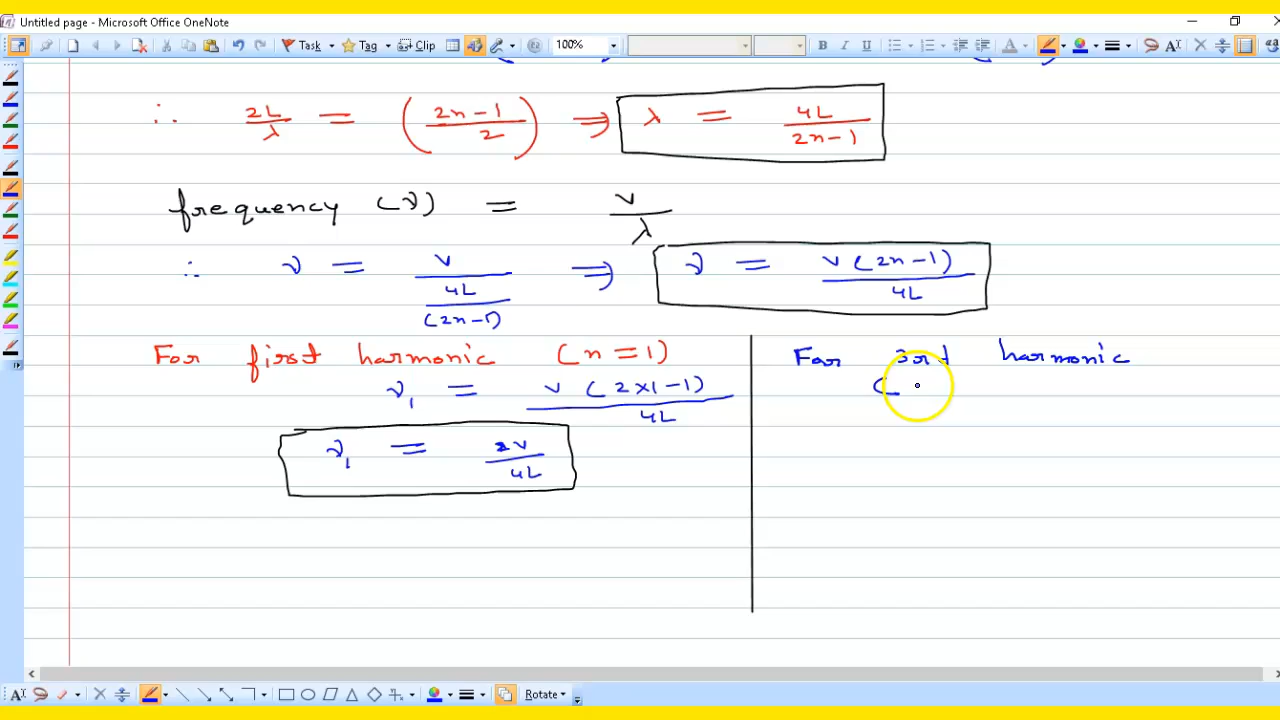 Untitled page - Microsoft Office OneNote
Task Tag Clip 100% B I U A
∴ 2L/λ = ((2n-1)/2) ⇒ λ = 4L/(2n-1)
frequency (ν) = v/λ
∴ ν = v/(4L/(2n-1)) ⇒ ν = v(2n-1)/4L
For first harmonic (n=1)
ν₁ = v(2×1-1)/4L
ν₁ = 2v/4L
For 3rd harmonic
(
Rotate